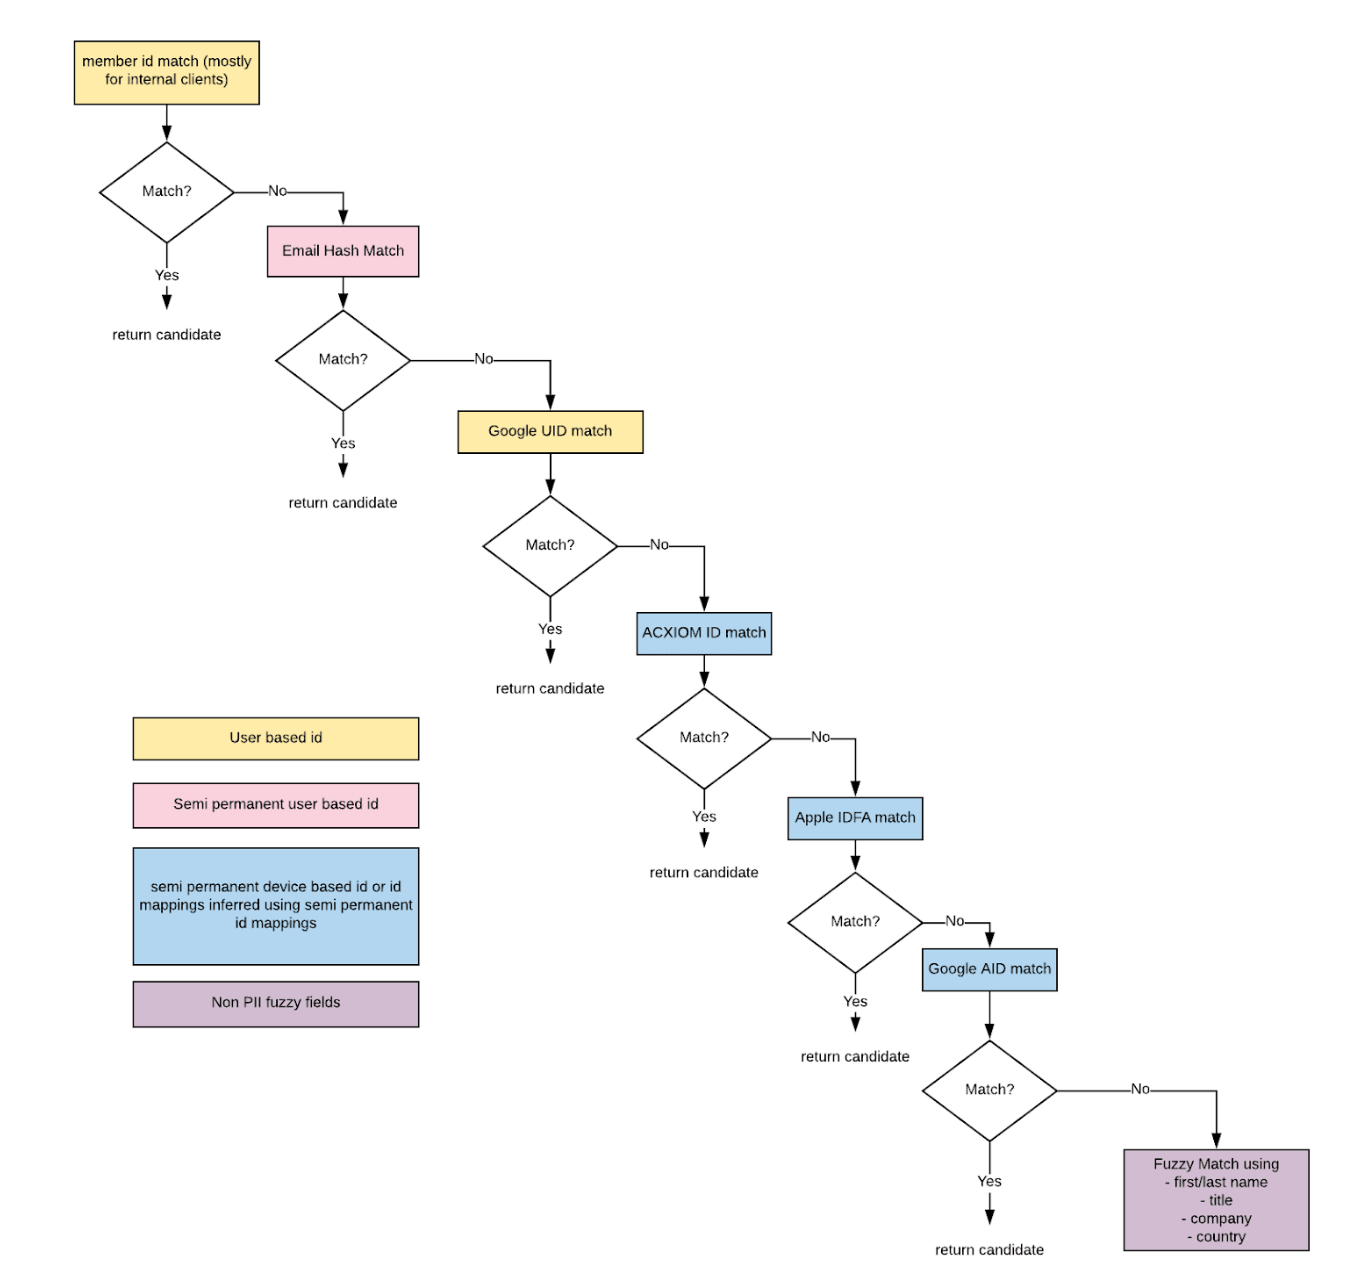 member id match (mostly
for internal clients)
Match?
No
Yes
return candidate
Email Hash Match
Match?
No
Yes
return candidate
Google UID match
Match?
No
Yes
return candidate
ACXIOM ID match
Match?
No
Yes
return candidate
Apple IDFA match
Match?
No
Yes
return candidate
Google AID match
Match?
No
Yes
return candidate
Fuzzy Match using
- first/last name
- title
- company
- country
User based id
Semi permanent user based id
semi permanent device based id or id
mappings inferred using semi permanent
id mappings
Non PII fuzzy fields